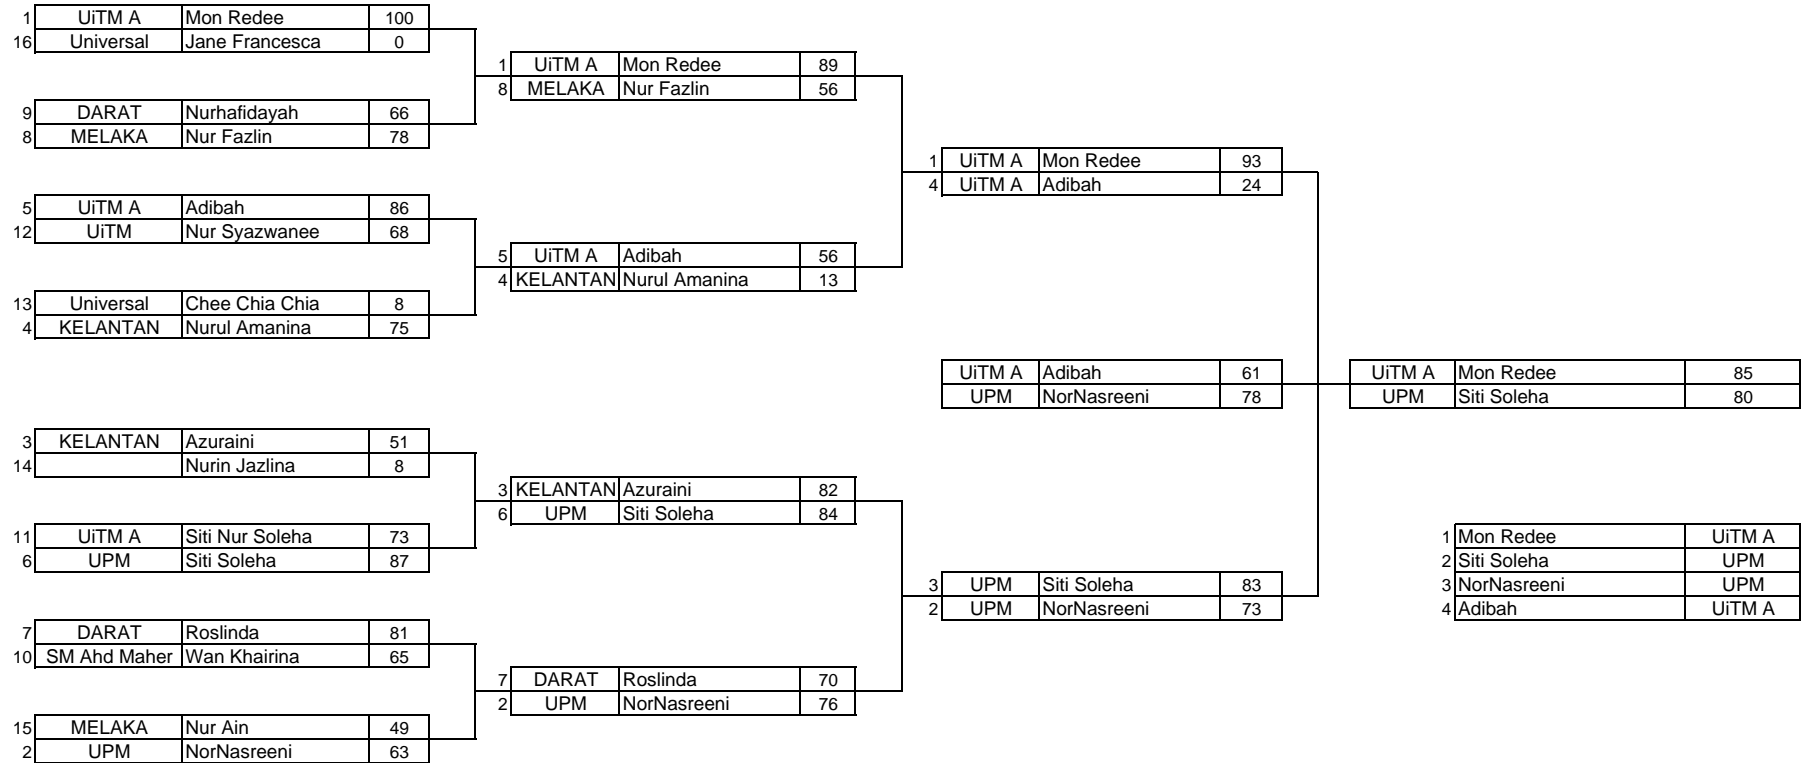 1 UiTM A Mon Redee 100
16 Universal Jane Francesca 0
9 DARAT Nurhafidayah 66
8 MELAKA Nur Fazlin 78
5 UiTM A Adibah 86
12 UiTM Nur Syazwanee 68
13 Universal Chee Chia Chia 8
4 KELANTAN Nurul Amanina 75
3 KELANTAN Azuraini 51
14 Nurin Jazlina 8
11 UiTM A Siti Nur Soleha 73
6 UPM Siti Soleha 87
7 DARAT Roslinda 81
10 SM Ahd Maher Wan Khairina 65
15 MELAKA Nur Ain 49
2 UPM NorNasreeni 63
1 UiTM A Mon Redee 89
8 MELAKA Nur Fazlin 56
5 UiTM A Adibah 56
4 KELANTAN Nurul Amanina 13
3 KELANTAN Azuraini 82
6 UPM Siti Soleha 84
7 DARAT Roslinda 70
2 UPM NorNasreeni 76
1 UiTM A Mon Redee 93
4 UiTM A Adibah 24
UiTM A Adibah 61
UPM NorNasreeni 78
3 UPM Siti Soleha 83
2 UPM NorNasreeni 73
UiTM A Mon Redee 85
UPM Siti Soleha 80
1 Mon Redee UiTM A
2 Siti Soleha UPM
3 NorNasreeni UPM
4 Adibah UiTM A